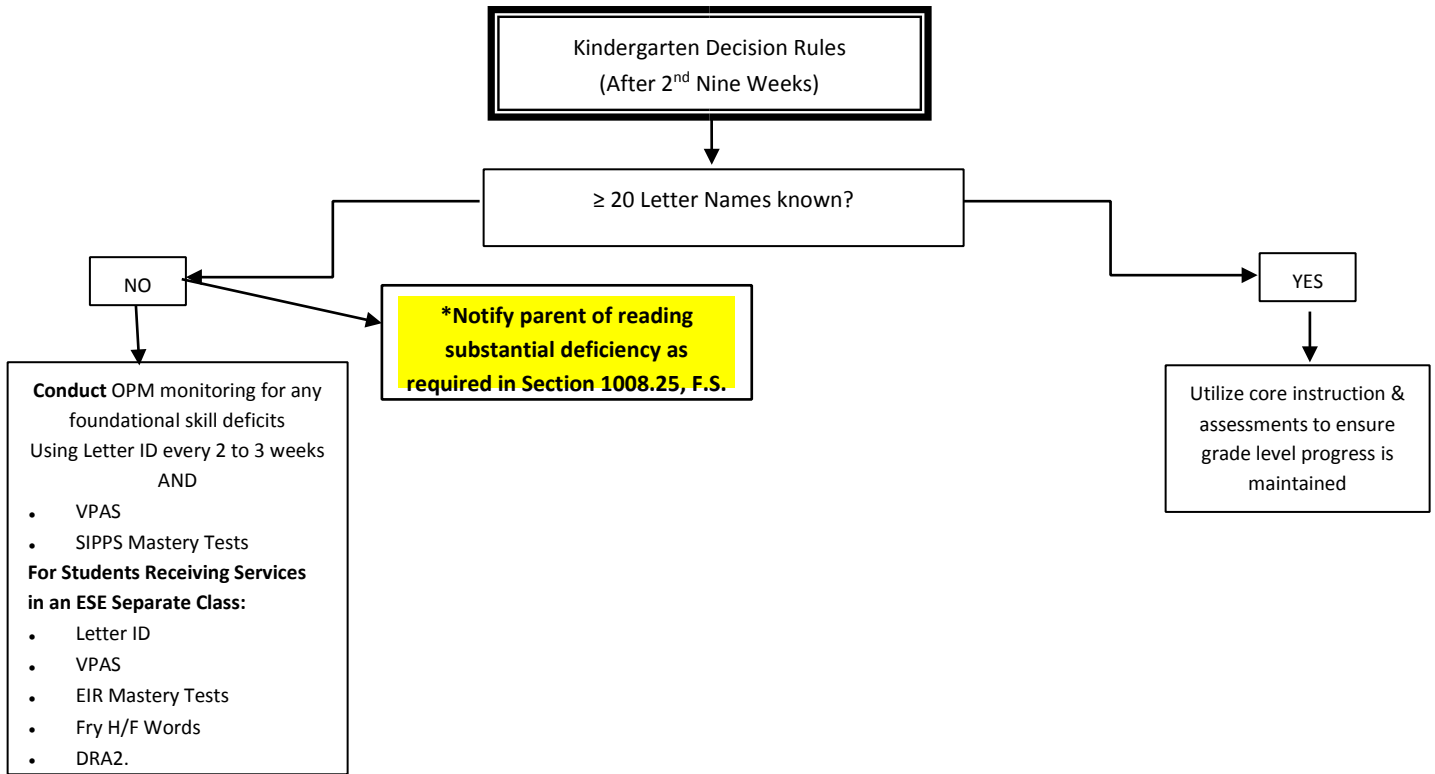 Kindergarten Decision Rules
(After 2nd Nine Weeks)
≥ 20 Letter Names known?
NO
YES
*Notify parent of reading
substantial deficiency as
required in Section 1008.25, F.S.
Conduct OPM monitoring for any
foundational skill deficits
Using Letter ID every 2 to 3 weeks
AND
• VPAS
• SIPPS Mastery Tests
For Students Receiving Services
in an ESE Separate Class:
• Letter ID
• VPAS
• EIR Mastery Tests
• Fry H/F Words
• DRA2.
Utilize core instruction &
assessments to ensure
grade level progress is
maintained